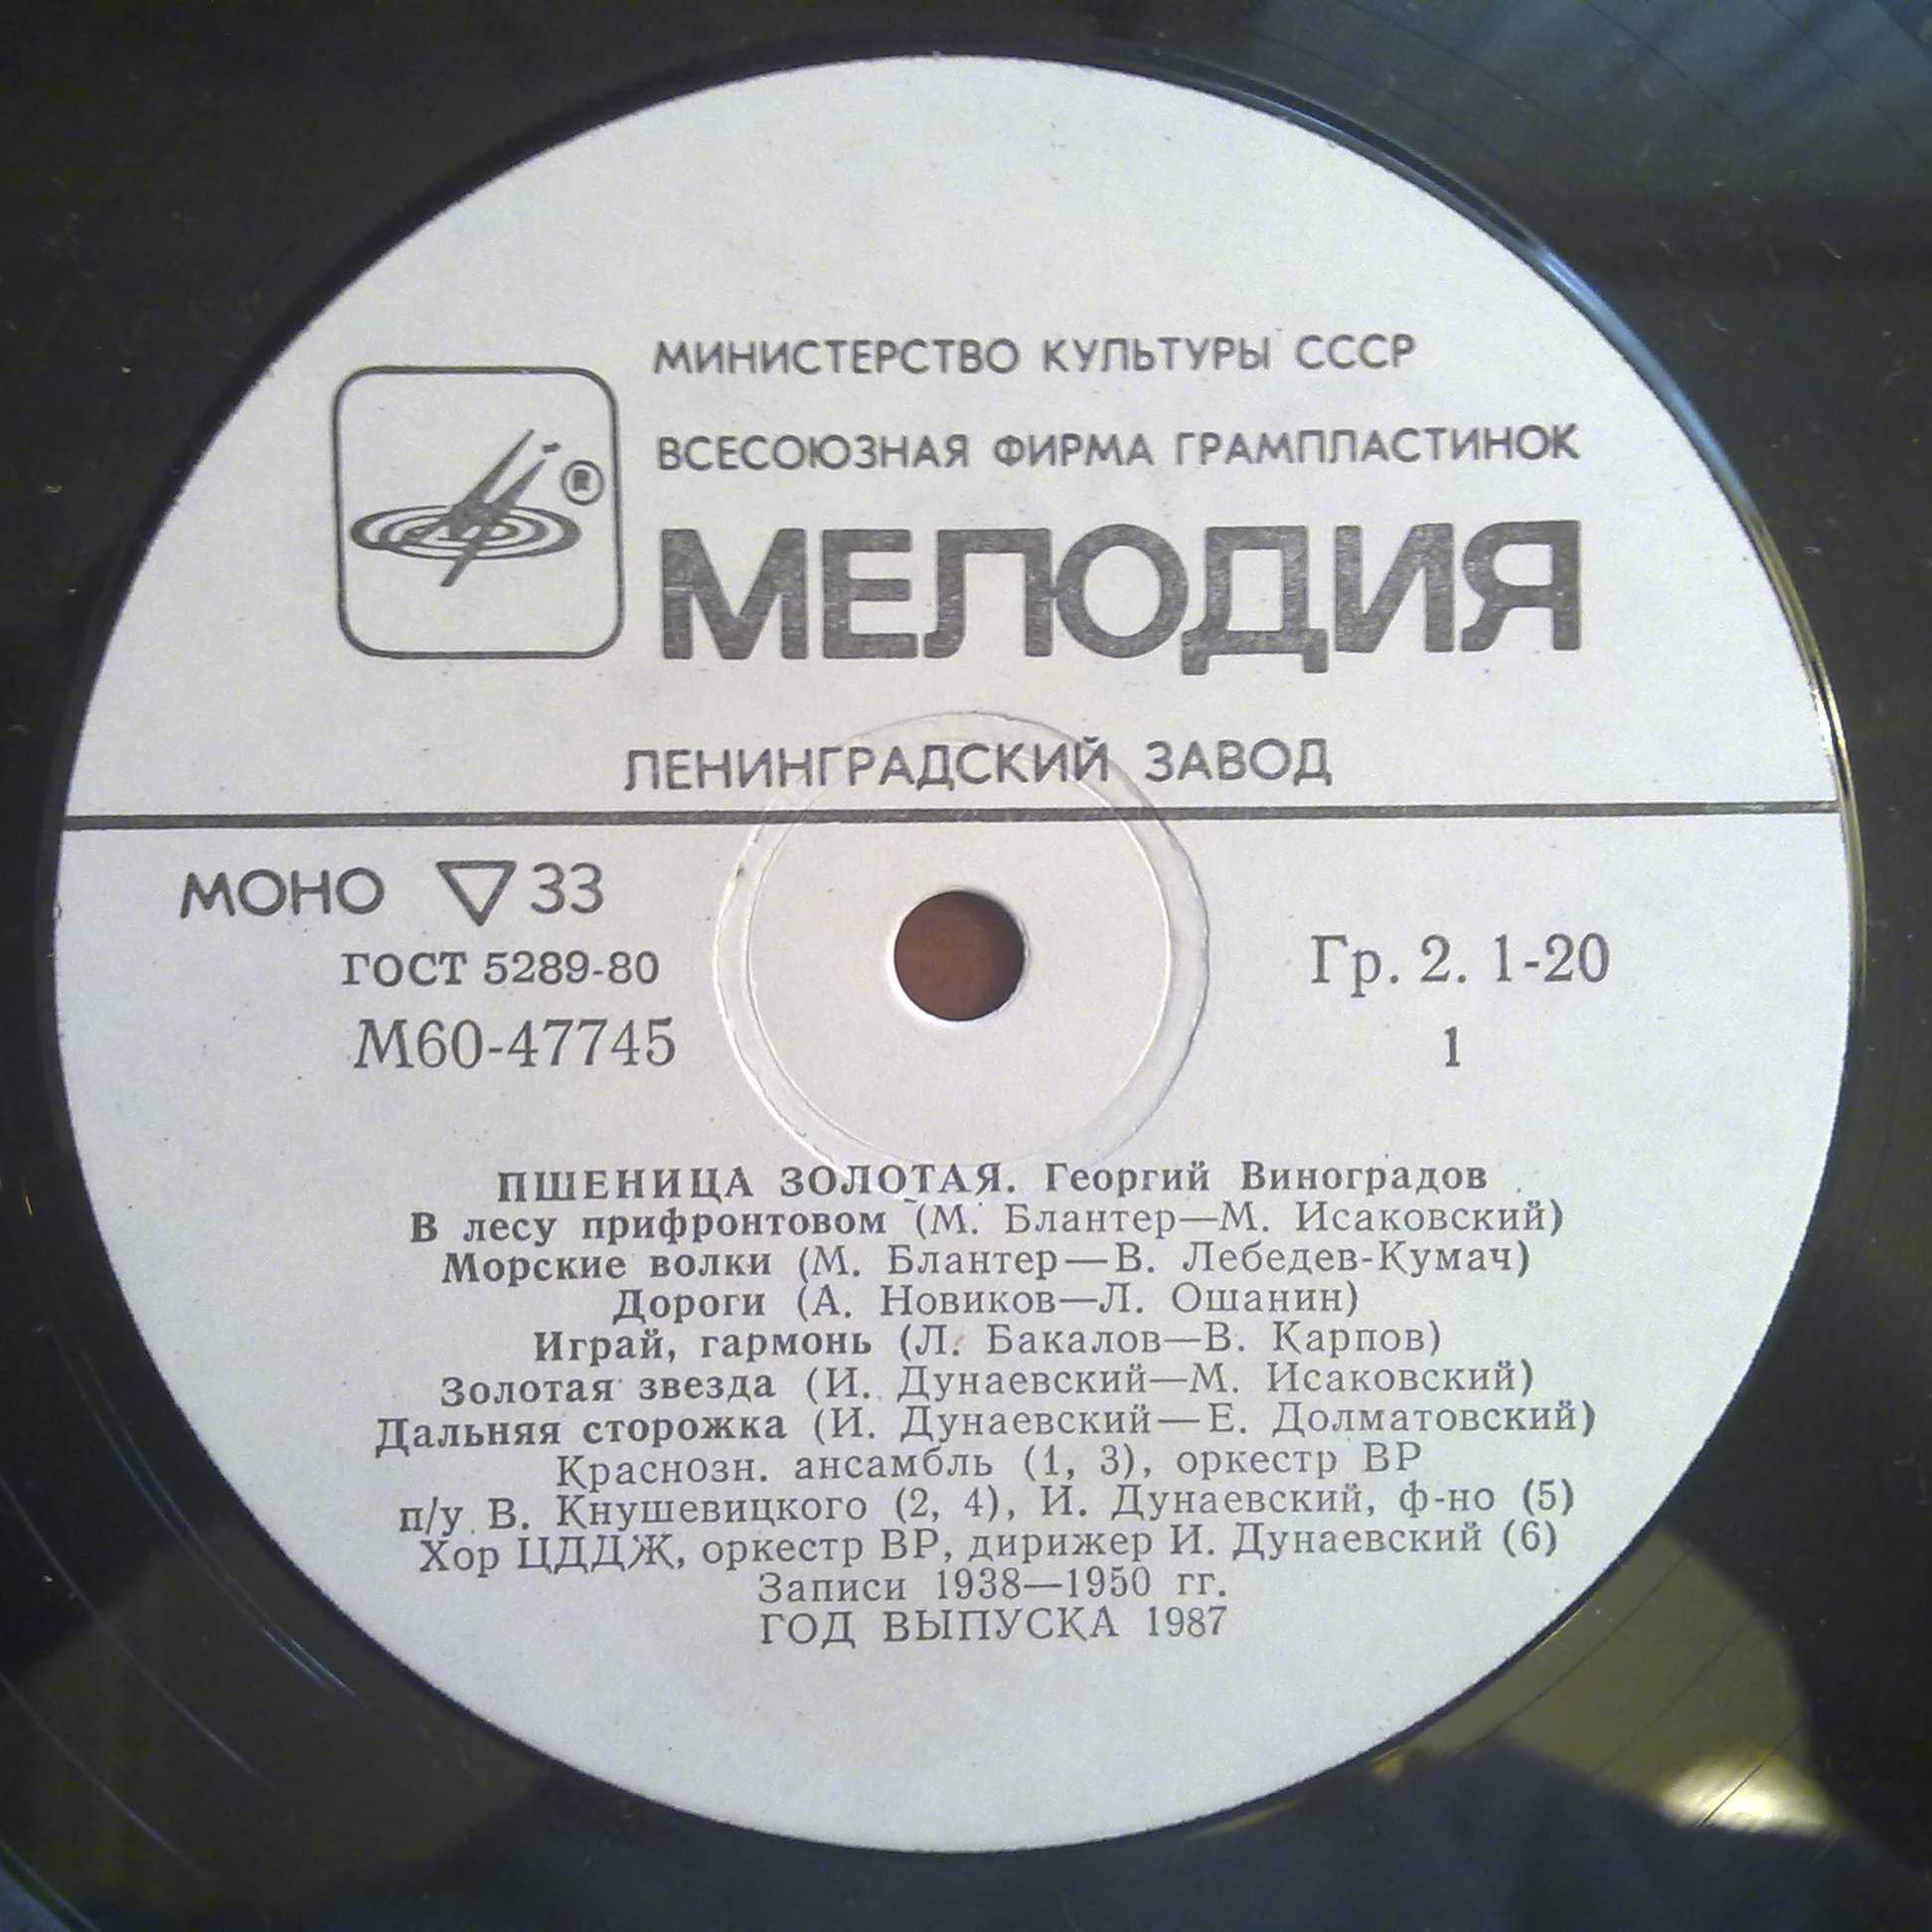 МИНИСТЕРСТВО КУЛЬТУРЫ СССР
ВСЕСОЮЗНАЯ ФИРМА ГРАМПЛАСТИНОК
®
МЕЛОДИЯ
ЛЕНИНГРАДСКИЙ ЗАВОД
МОНО ▽ 33
ГОСТ 5289-80
М60-47745
Гр. 2. 1-20
1
ПШЕНИЦА ЗОЛОТАЯ. Георгий Виноградов
В лесу прифронтовом (М. Блантер—М. Исаковский)
Морские волки (М. Блантер—В. Лебедев-Кумач)
Дороги (А. Новиков—Л. Ошанин)
Играй, гармонь (Л. Бакалов—В. Карпов)
Золотая звезда (И. Дунаевский—М. Исаковский)
Дальняя сторожка (И. Дунаевский—Е. Долматовский)
Краснозн. ансамбль (1, 3), оркестр ВР
п/у В. Кнушевицкого (2, 4), И. Дунаевский, ф-но (5)
Хор ЦДДЖ, оркестр ВР, дирижер И. Дунаевский (6)
Записи 1938—1950 гг.
ГОД ВЫПУСКА 1987